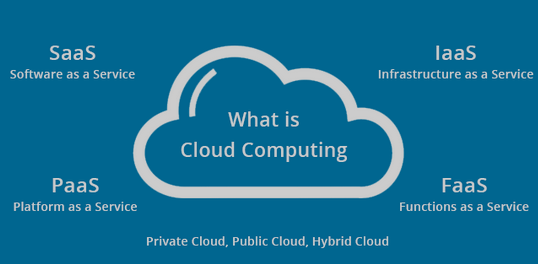 SaaS
Software as a Service
IaaS
Infrastructure as a Service
What is
Cloud Computing
PaaS
Platform as a Service
FaaS
Functions as a Service
Private Cloud, Public Cloud, Hybrid Cloud